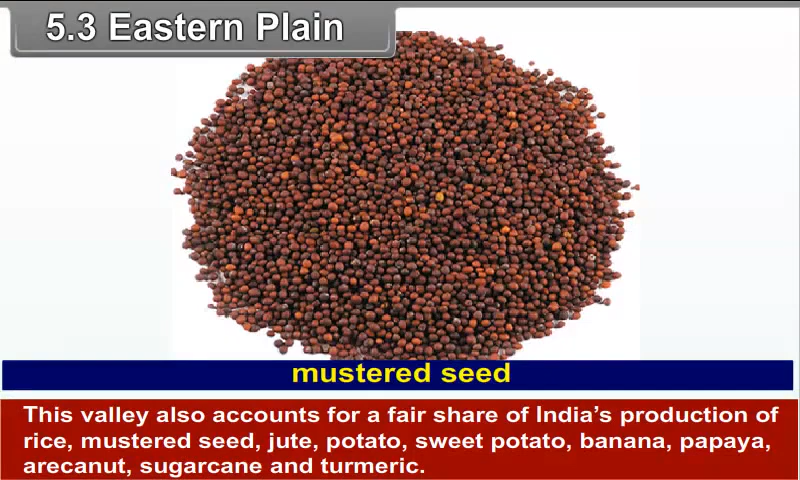 5.3 Eastern Plain
mustered seed
This valley also accounts for a fair share of India’s production of
rice, mustered seed, jute, potato, sweet potato, banana, papaya,
arecanut, sugarcane and turmeric.